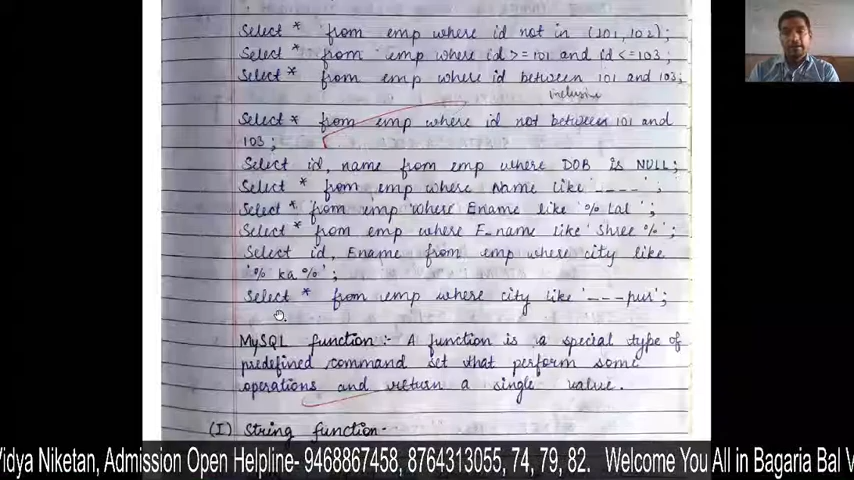 Select * from emp where id not in (101, 102);
Select * from emp where id >= 101 and id <= 103;
Select * from emp where id between 101 and 103;
inclusive
Select * from emp where id not between 101 and
103;
Select id, name from emp where DOB is NULL;
Select * from emp where Name like '_ _ _ _';
Select * from emp where Ename like '% Lal';
Select * from emp where E-name like 'Shree %';
Select id, Ename from emp where city like
'% ka %';
Select * from emp where city like '_ _ _ pur';
MySQL function :- A function is a special type of
predefined command set that perform some
operations and return a single value.
(I) String function-
Vidya Niketan, Admission Open Helpline- 9468867458, 8764313055, 74, 79, 82. Welcome You All in Bagaria Bal V